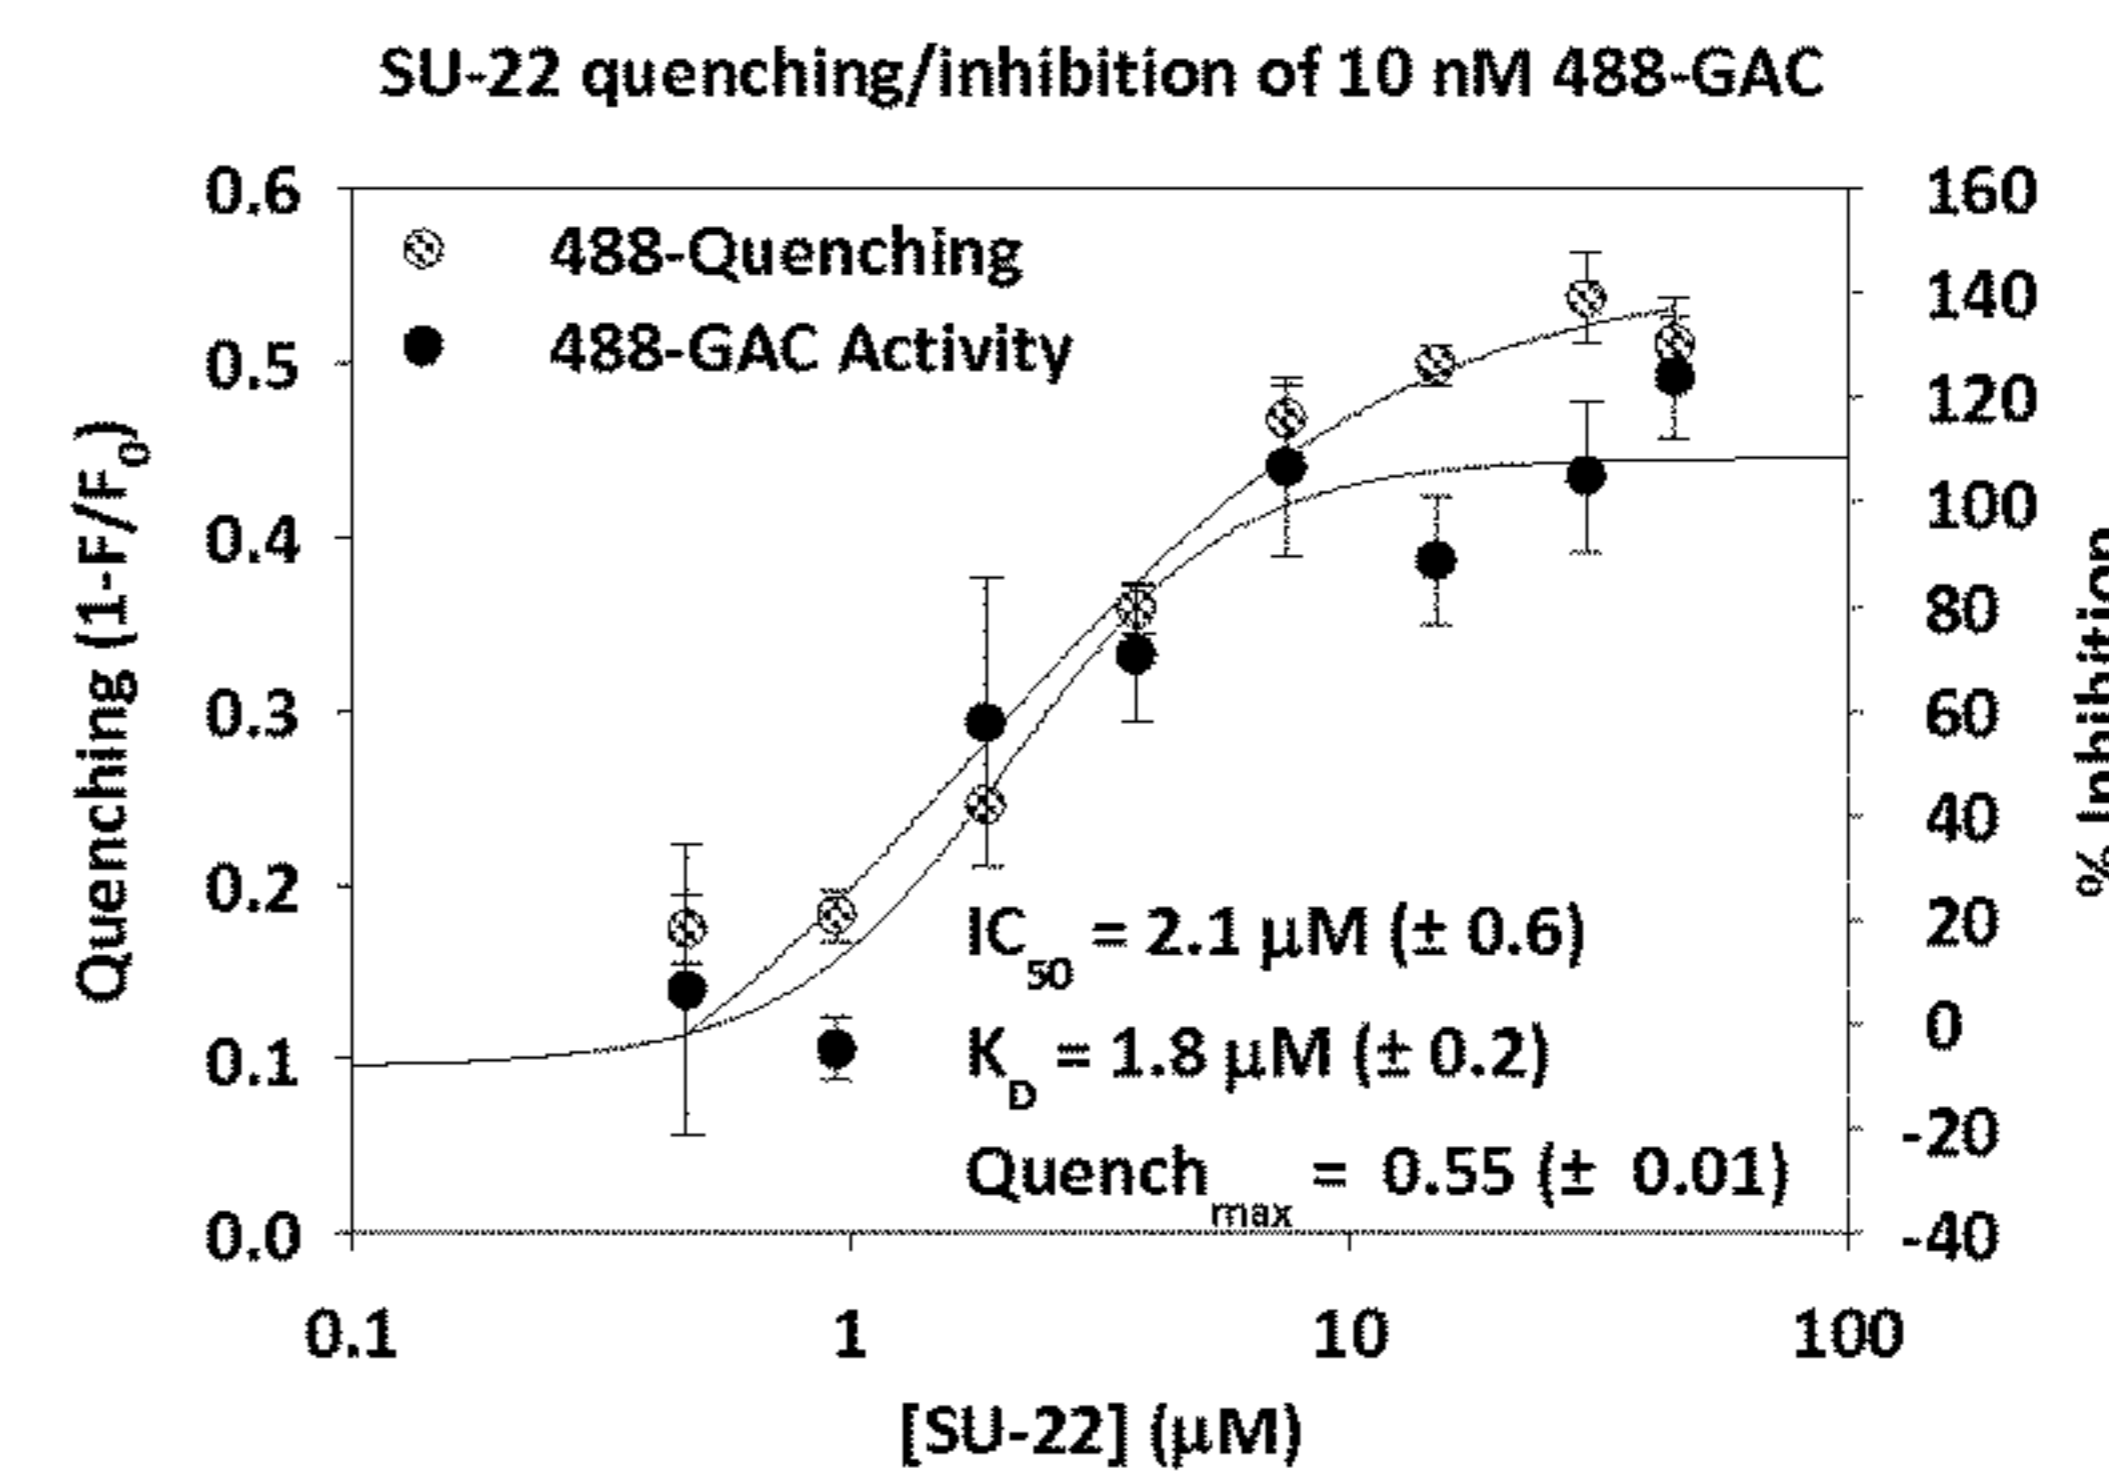 SU-22 quenching/inhibition of 10 nM 488-GAC
Quenching (1-F/F0)
0.6
0.5
0.4
0.3
0.2
0.1
0.0
488-Quenching
488-GAC Activity
IC50 = 2.1 µM (± 0.6)
KD = 1.8 µM (± 0.2)
Quenchmax = 0.55 (± 0.01)
160
140
120
100
80
60
40
20
0
-20
-40
% Inhibition
0.1 1 10 100
[SU-22] (µM)